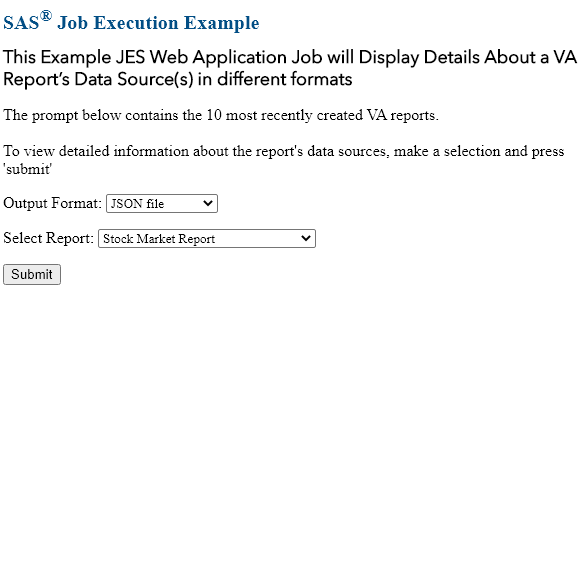 SAS® Job Execution Example
This Example JES Web Application Job will Display Details About a VA
Report’s Data Source(s) in different formats
The prompt below contains the 10 most recently created VA reports.
To view detailed information about the report's data sources, make a selection and press
'submit'
Output Format: JSON file
Select Report: Stock Market Report
Submit